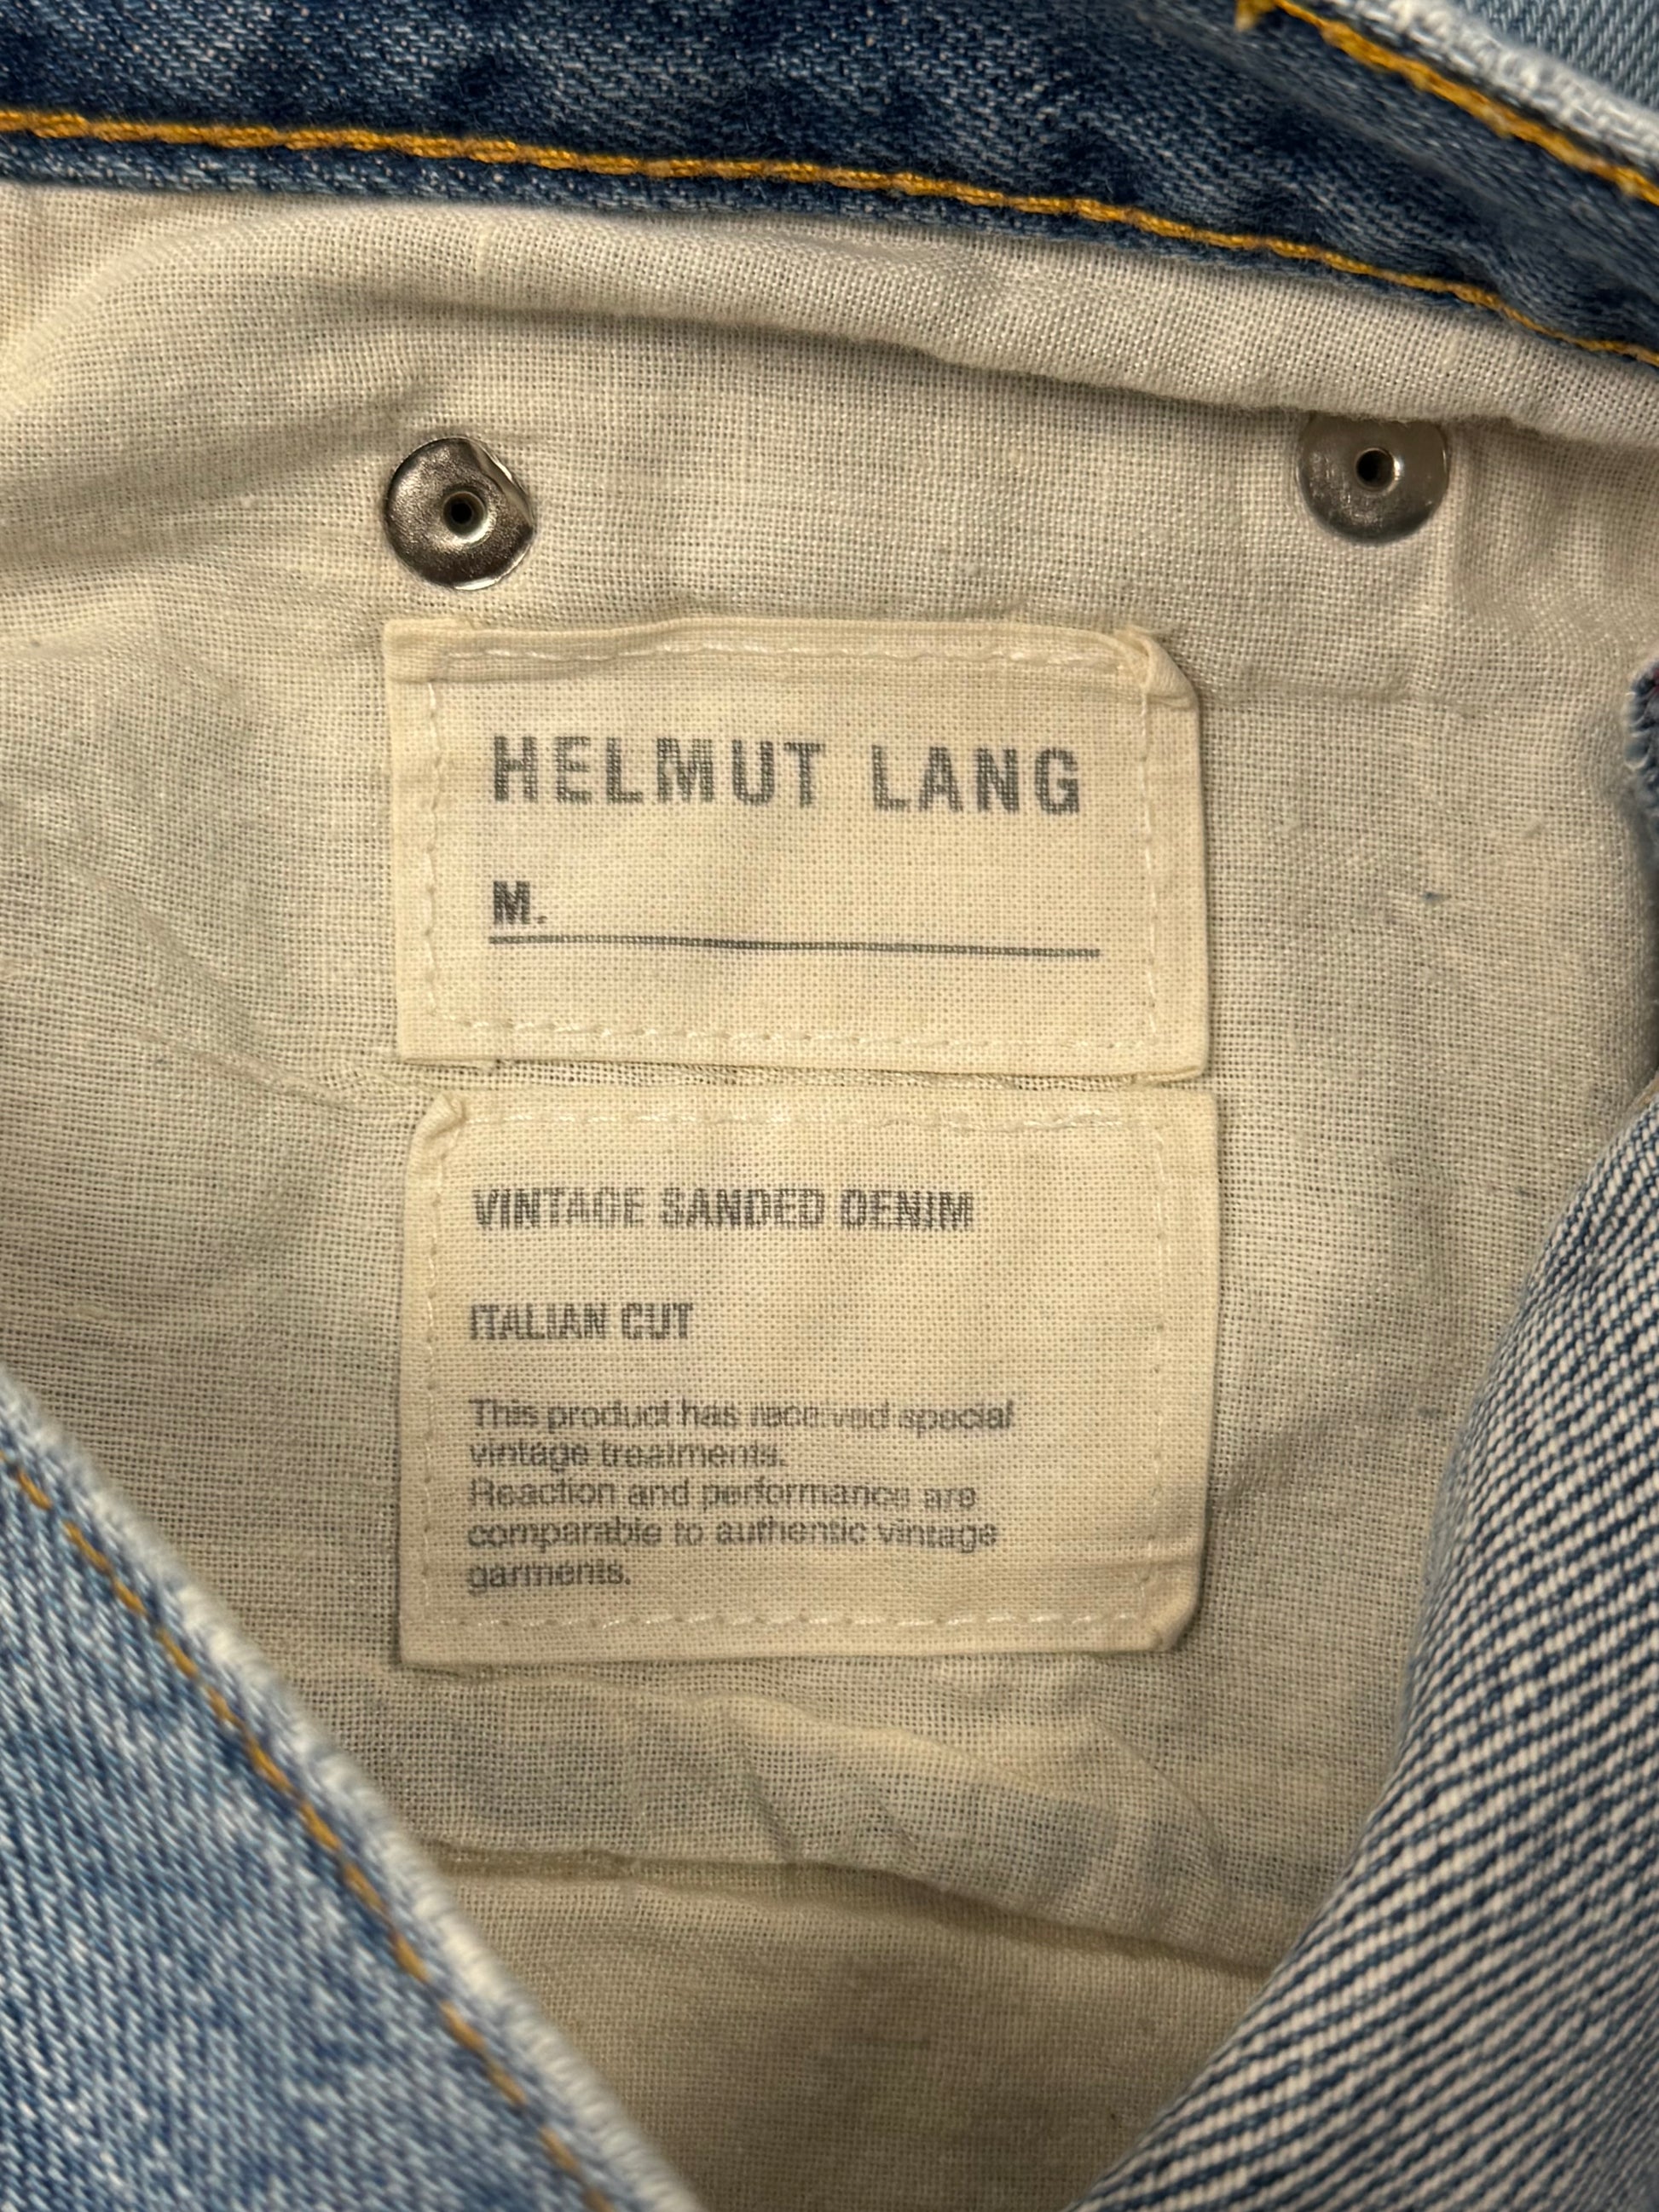 HELMUT LANG
M.
VINTAGE SANDED DENIM
ITALIAN CUT
This product has received special
vintage treatments.
Reaction and performance are
comparable to authentic vintage
garments.